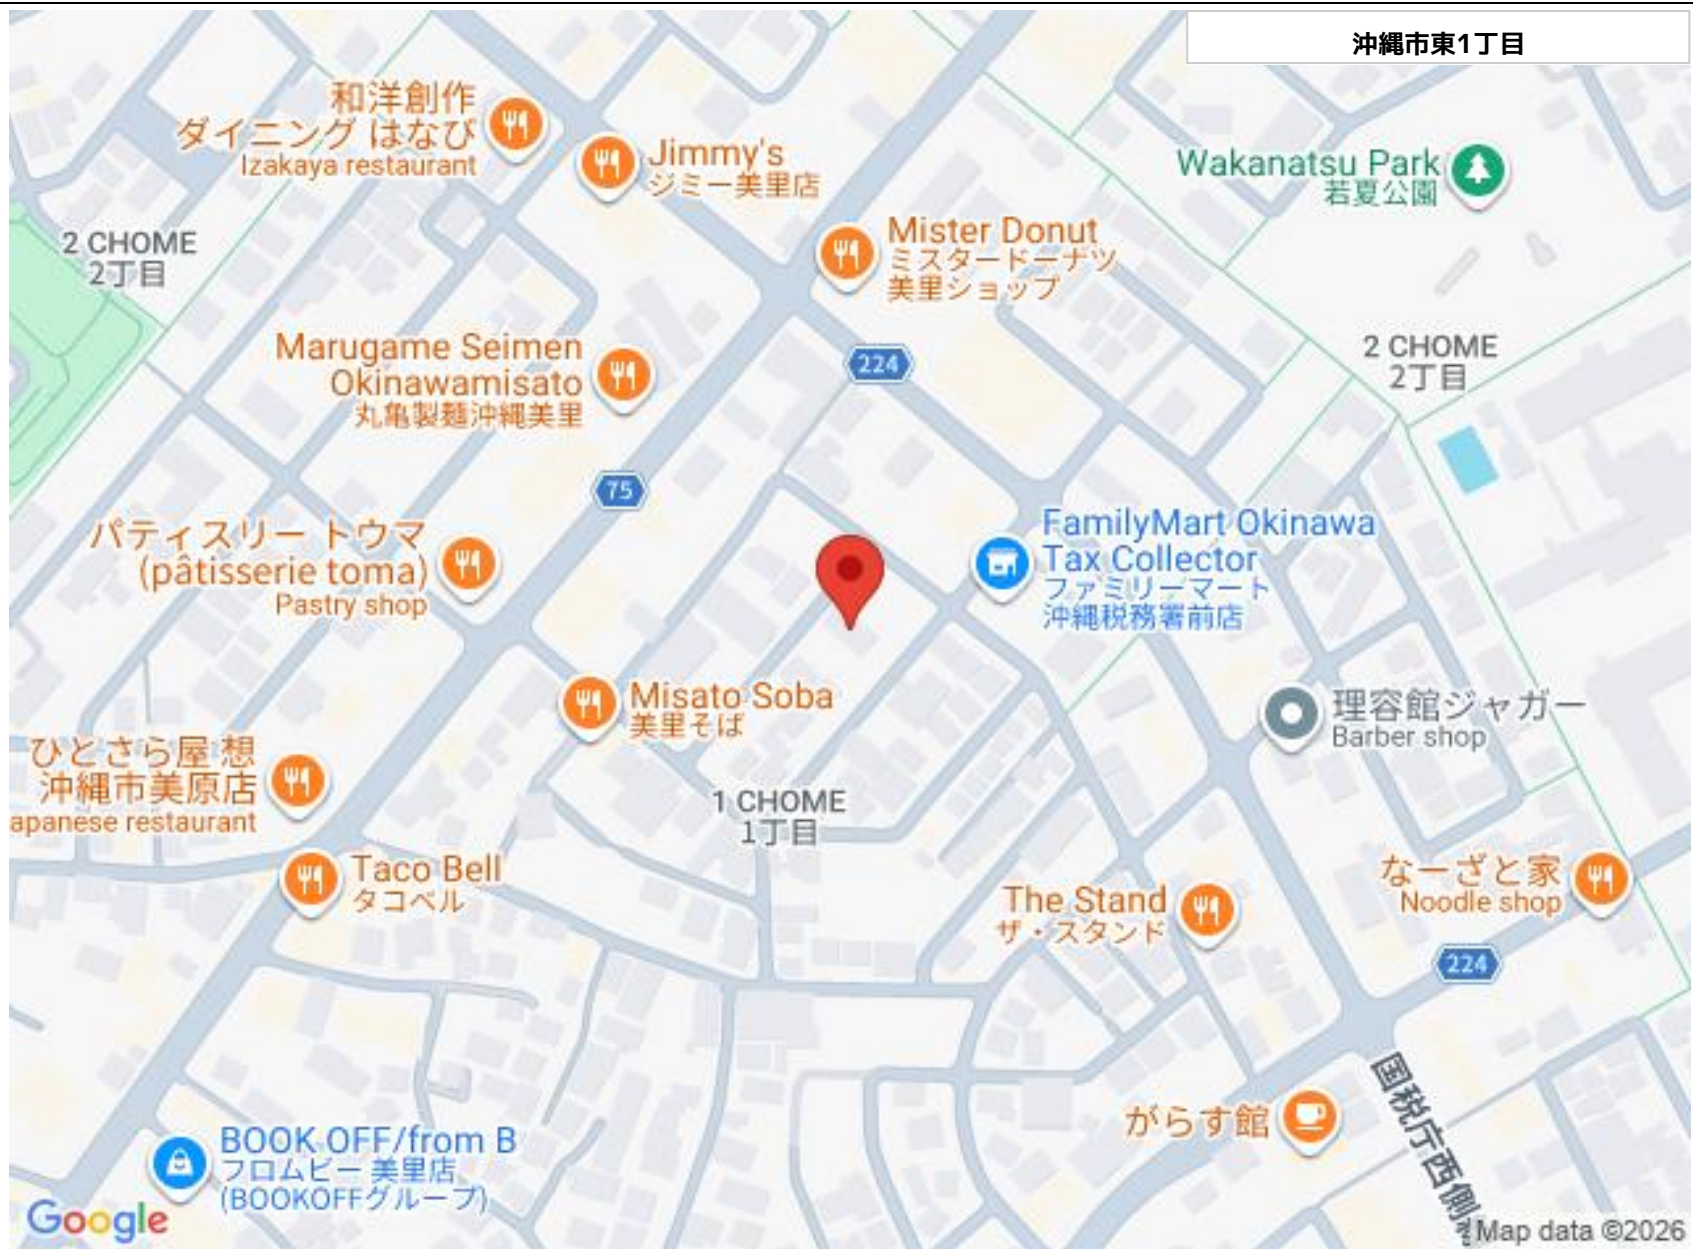 沖縄市東1丁目
和洋創作
ダイニング はなび
Izakaya restaurant
Jimmy's
ジミー美里店
Wakanatsu Park
若夏公園
Mister Donut
ミスタードーナツ
美里ショップ
2 CHOME
2丁目
Marugame Seimen
Okinawamisato
丸亀製麺沖縄美里
224
2 CHOME
2丁目
75
パティスリー トウマ
(pâtisserie toma)
Pastry shop
FamilyMart Okinawa
Tax Collector
ファミリーマート
沖縄税務署前店
Misato Soba
美里そば
理容館ジャガー
Barber shop
ひとさら屋 想
沖縄市美原店
apanese restaurant
1 CHOME
1丁目
Taco Bell
タコベル
The Stand
ザ・スタンド
なーざと家
Noodle shop
224
がらす館
国税庁西側
BOOK OFF/from B
フロムビー 美里店
(BOOKOFFグループ)
Google
Map data ©2026